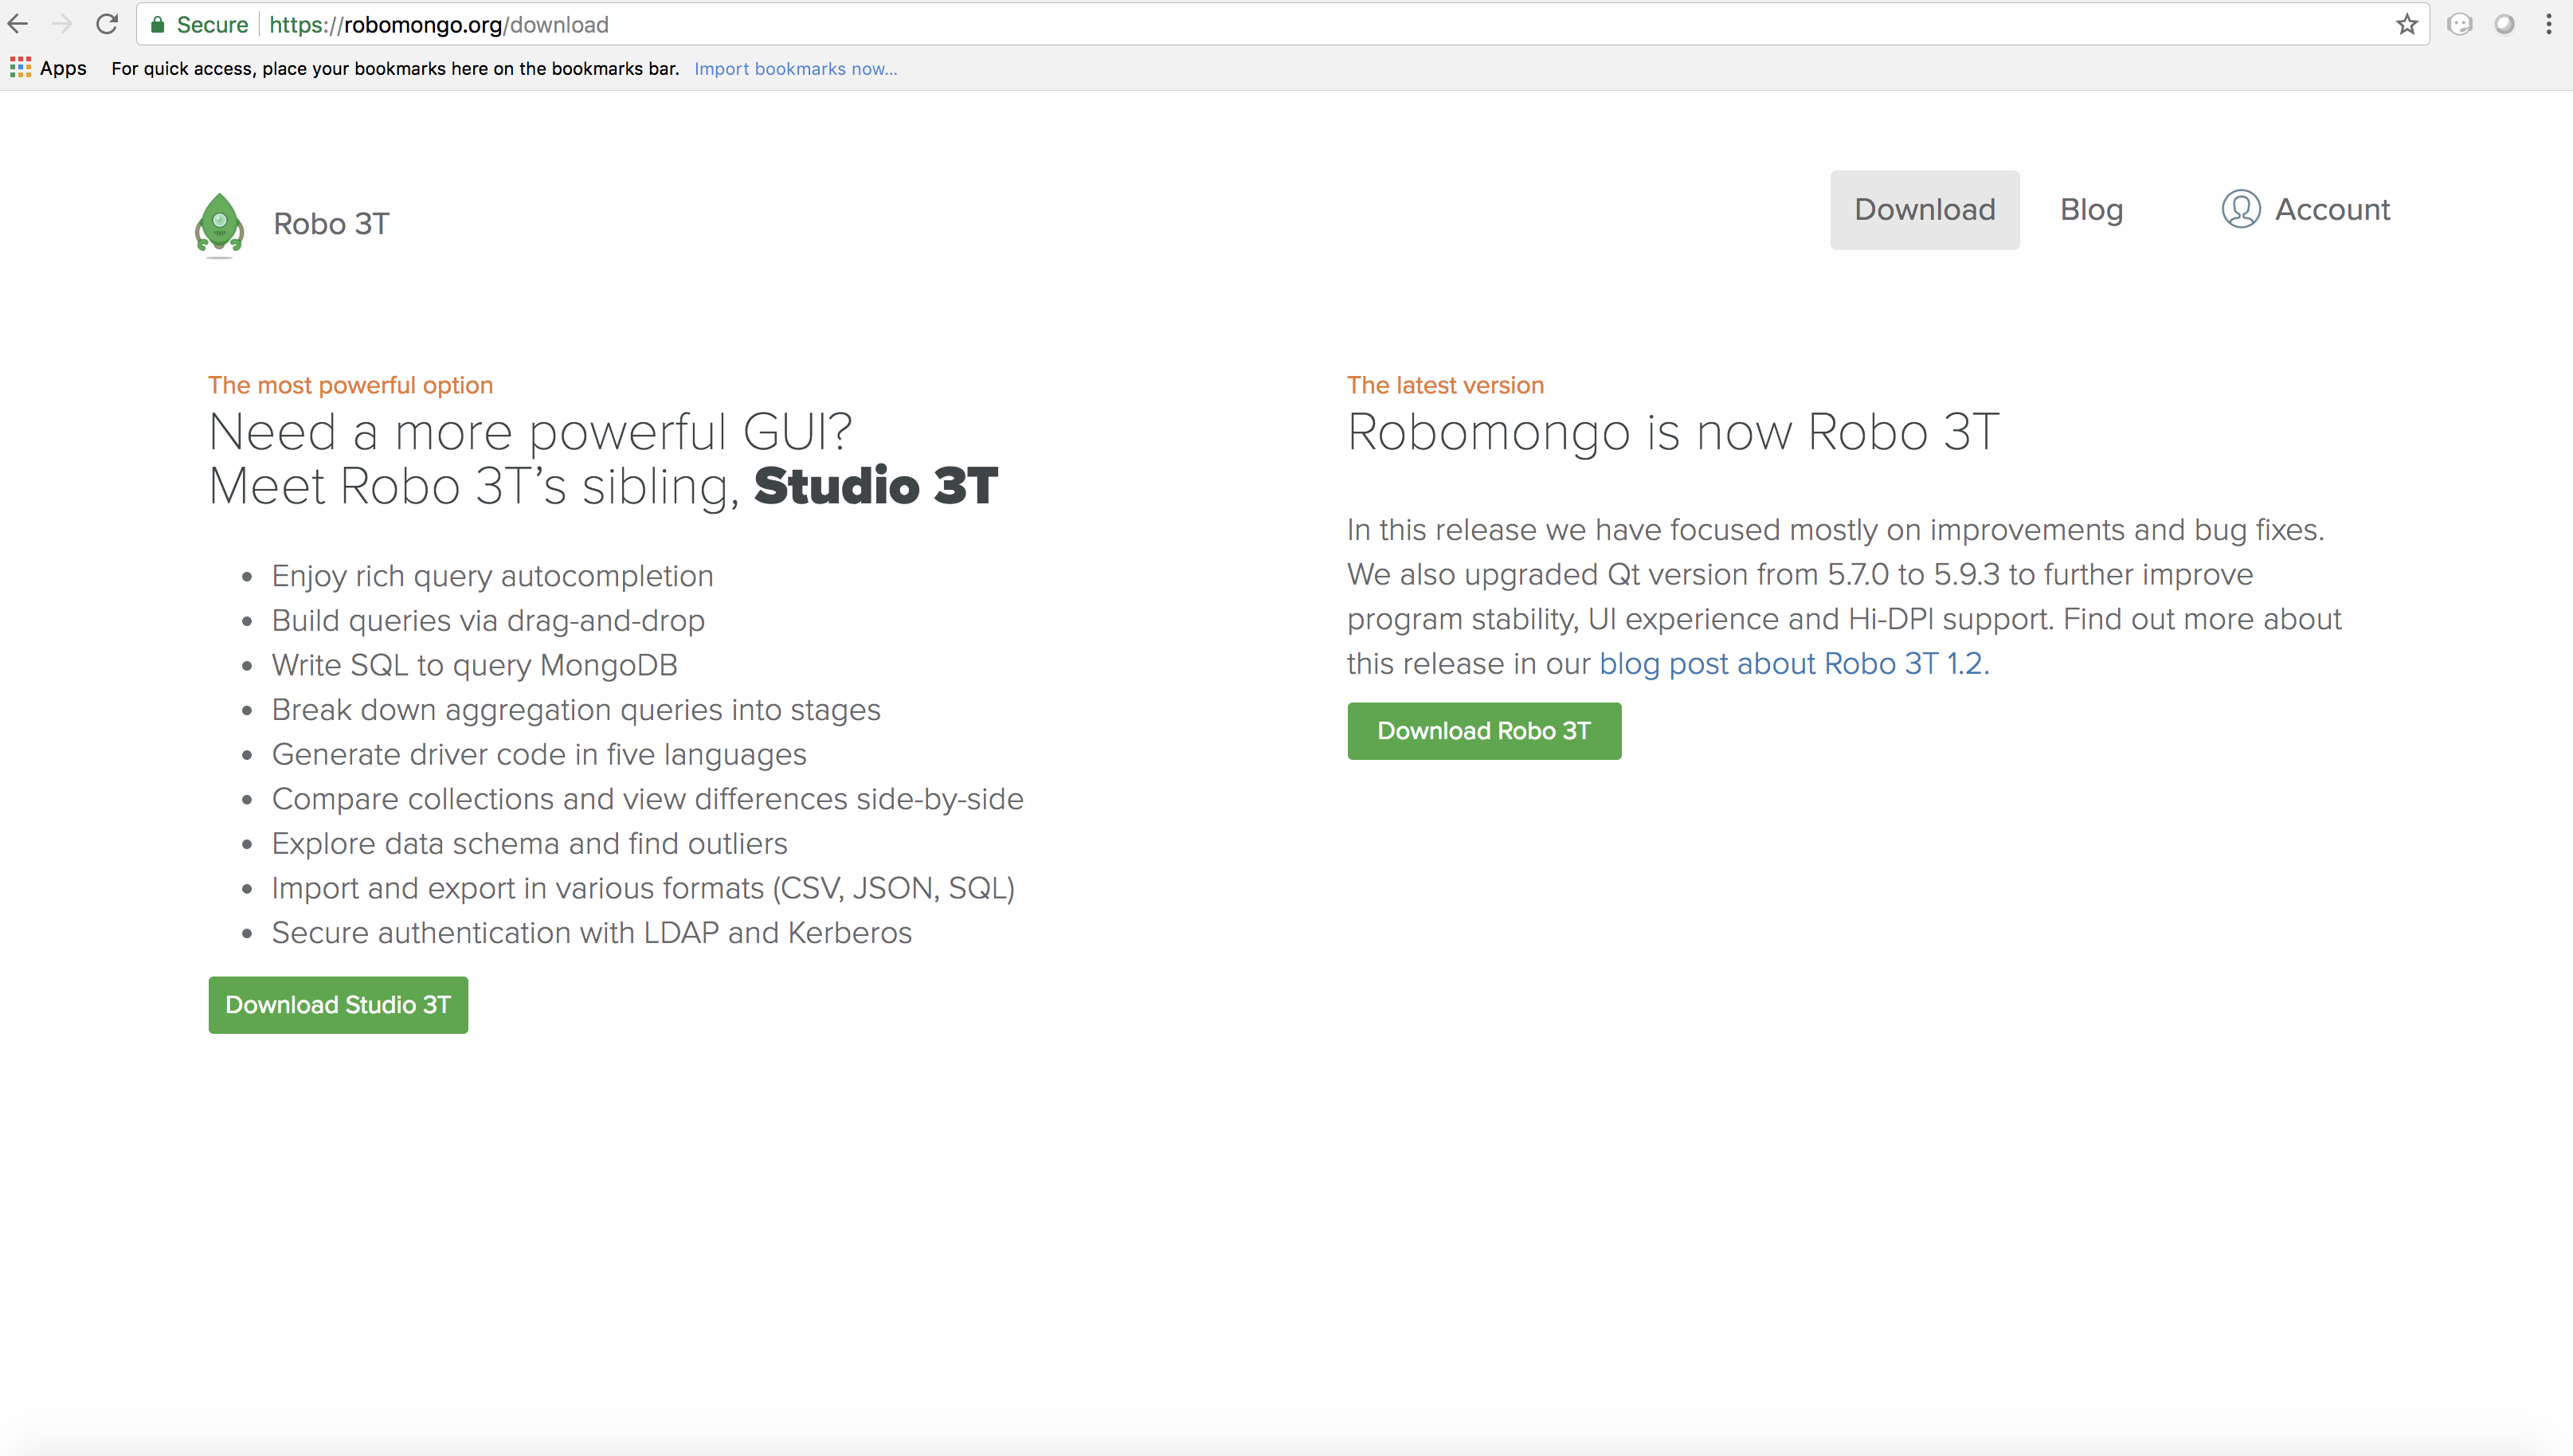 Secure https://robomongo.org/download
Apps For quick access, place your bookmarks here on the bookmarks bar. Import bookmarks now...
Robo 3T
Download Blog Account
The most powerful option
Need a more powerful GUI?
Meet Robo 3T’s sibling, Studio 3T
Enjoy rich query autocompletion
Build queries via drag-and-drop
Write SQL to query MongoDB
Break down aggregation queries into stages
Generate driver code in five languages
Compare collections and view differences side-by-side
Explore data schema and find outliers
Import and export in various formats (CSV, JSON, SQL)
Secure authentication with LDAP and Kerberos
Download Studio 3T
The latest version
Robomongo is now Robo 3T
In this release we have focused mostly on improvements and bug fixes.
We also upgraded Qt version from 5.7.0 to 5.9.3 to further improve
program stability, UI experience and Hi-DPI support. Find out more about
this release in our blog post about Robo 3T 1.2.
Download Robo 3T